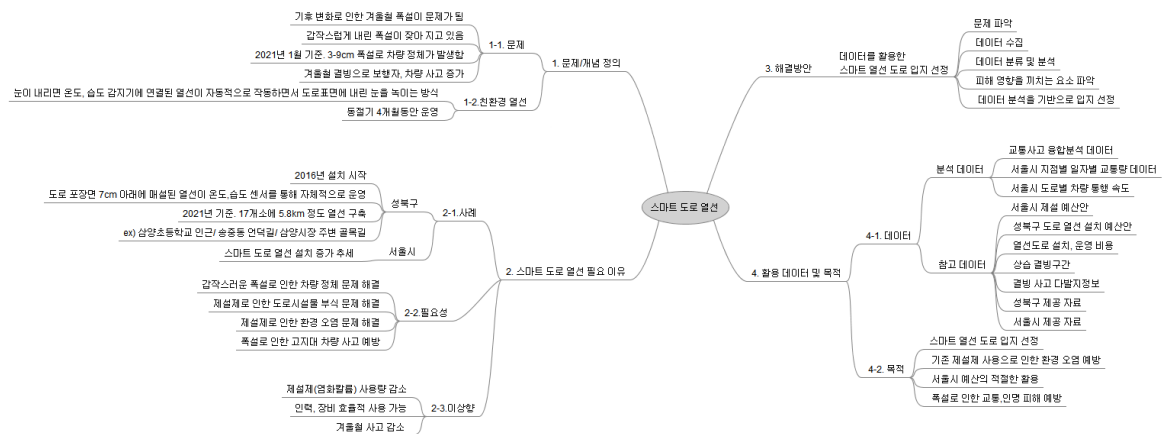 스마트 도로 열선
1. 문제/개념 정의
1-1. 문제
기후 변화로 인한 겨울철 폭설이 문제가 됨
갑작스럽게 내린 폭설이 잦아 지고 있음
2021년 1월 기준. 3-9cm 폭설로 차량 정체가 발생함
겨울철 결빙으로 보행자, 차량 사고 증가
1-2.친환경 열선
눈이 내리면 온도, 습도 감지기에 연결된 열선이 자동적으로 작동하면서 도로표면에 내린 눈을 녹이는 방식
동절기 4개월동안 운영
2. 스마트 도로 열선 필요 이유
2-1.사례
성북구
2016년 설치 시작
도로 포장면 7cm 아래에 매설된 열선이 온도,습도 센서를 통해 자체적으로 운영
2021년 기준. 17개소에 5.8km 정도 열선 구축
ex) 삼양초등학교 인근/ 송중동 언덕길/ 삼양시장 주변 골목길
서울시
스마트 도로 열선 설치 증가 추세
2-2.필요성
갑작스러운 폭설로 인한 차량 정체 문제 해결
제설제로 인한 도로시설물 부식 문제 해결
제설제로 인한 환경 오염 문제 해결
폭설로 인한 고지대 차량 사고 예방
2-3.이상향
제설제(염화칼륨) 사용량 감소
인력, 장비 효율적 사용 가능
겨울철 사고 감소
3. 해결방안
데이터를 활용한
스마트 열선 도로 입지 선정
문제 파악
데이터 수집
데이터 분류 및 분석
피해 영향을 끼치는 요소 파악
데이터 분석을 기반으로 입지 선정
4. 활용 데이터 및 목적
4-1. 데이터
분석 데이터
교통사고 융합분석 데이터
서울시 지점별 일자별 교통량 데이터
서울시 도로별 차량 통행 속도
참고 데이터
서울시 제설 예산안
성북구 도로 열선 설치 예산안
열선도로 설치, 운영 비용
상습 결빙구간
결빙 사고 다발지정보
성북구 제공 자료
서울시 제공 자료
4-2. 목적
스마트 열선 도로 입지 선정
기존 제설제 사용으로 인한 환경 오염 예방
서울시 예산의 적절한 활용
폭설로 인한 교통,인명 피해 예방